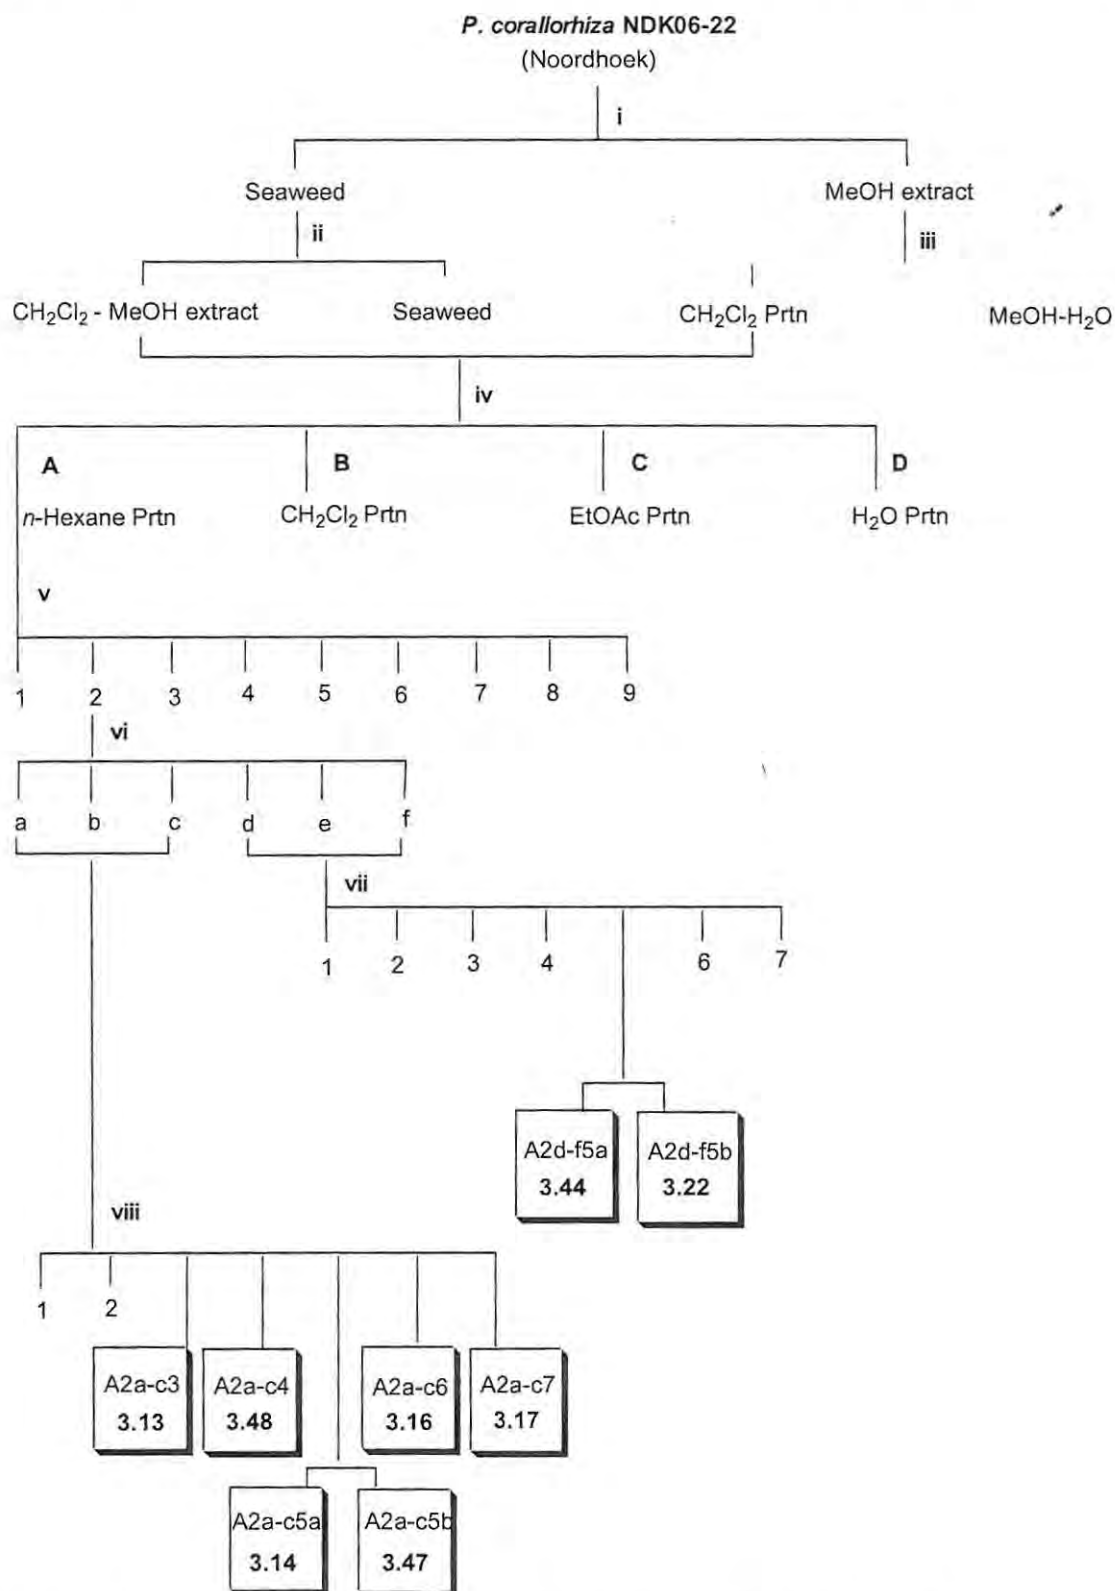 P. corallorhiza NDK06-22
(Noordhoek)
i
Seaweed MeOH extract
ii iii
CH₂Cl₂ - MeOH extract Seaweed CH₂Cl₂ Prtn MeOH-H₂O
iv
A B C D
n-Hexane Prtn CH₂Cl₂ Prtn EtOAc Prtn H₂O Prtn
v
1 2 3 4 5 6 7 8 9
vi
a b c d e f
vii
1 2 3 4 6 7
A2d-f5a A2d-f5b
3.44 3.22
viii
1 2
A2a-c3 A2a-c4 A2a-c6 A2a-c7
3.13 3.48 3.16 3.17
A2a-c5a A2a-c5b
3.14 3.47